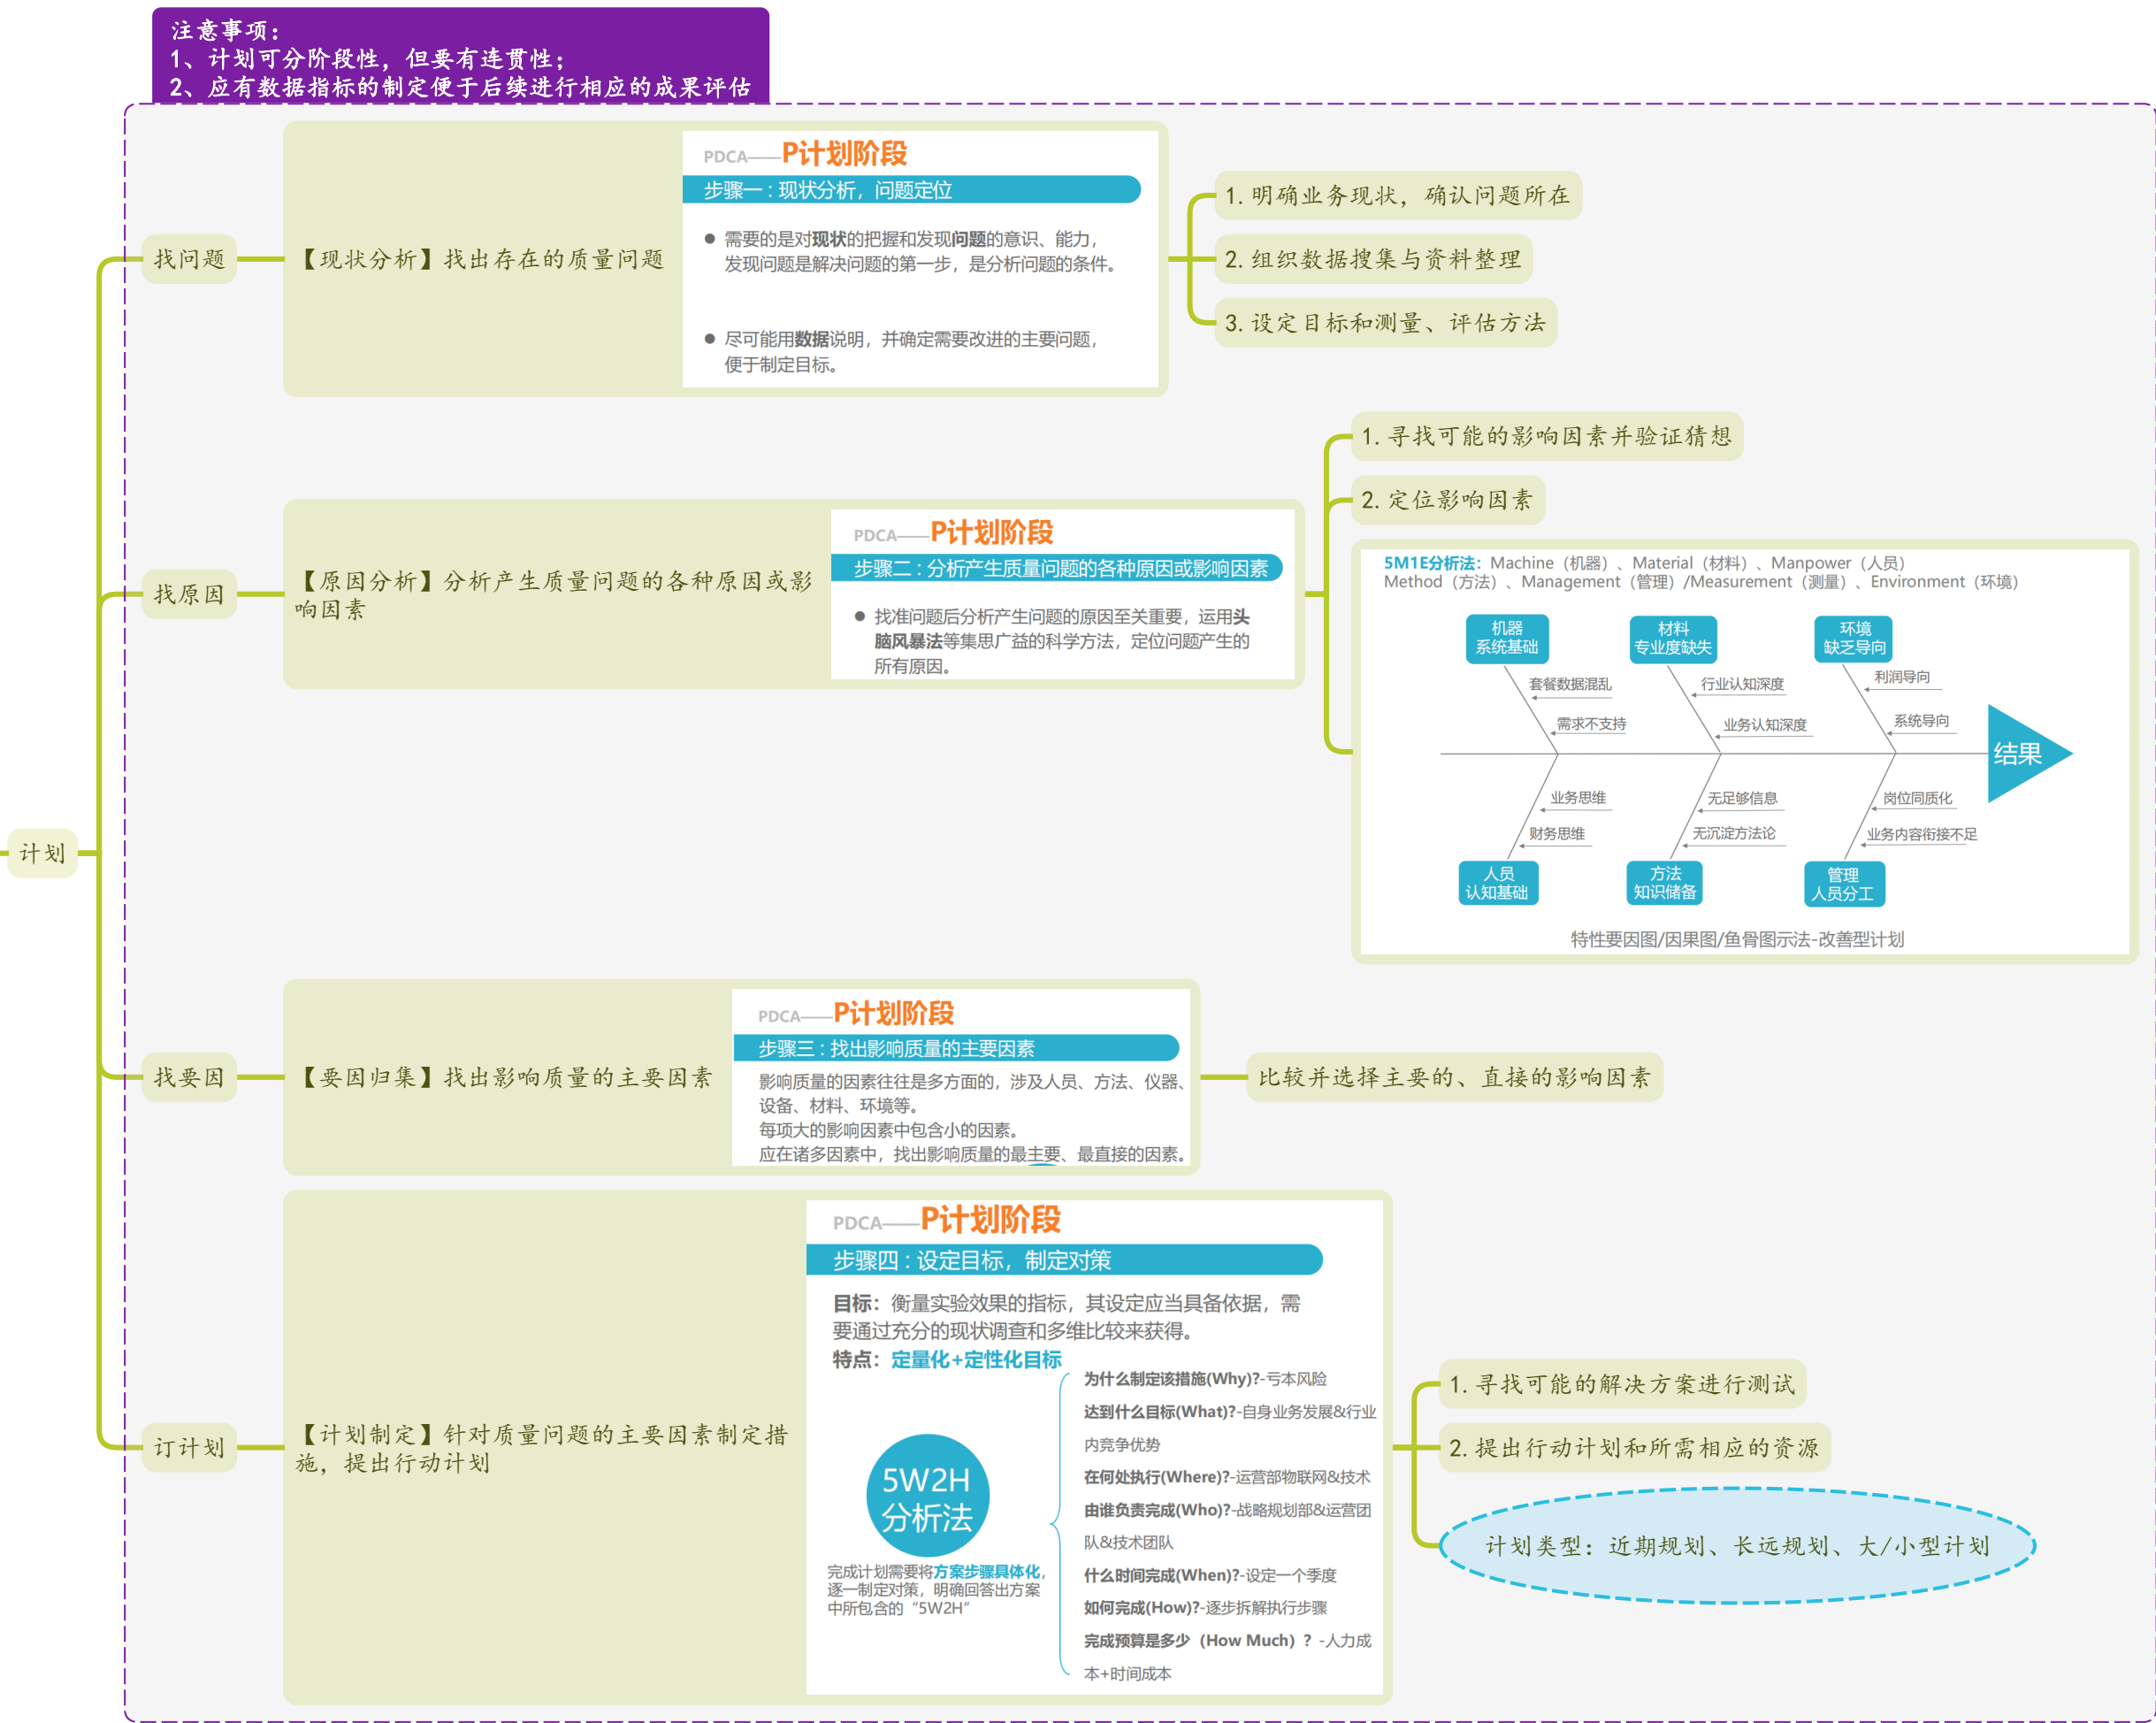 注意事项：
1、计划可分阶段性，但要有连贯性；
2、应有数据指标的制定便于后续进行相应的成果评估
计划
找问题
【现状分析】找出存在的质量问题
PDCA——P计划阶段
步骤一：现状分析，问题定位
● 需要的是对现状的把握和发现问题的意识、能力，
发现问题是解决问题的第一步，是分析问题的条件。
● 尽可能用数据说明，并确定需要改进的主要问题，
便于制定目标。
1.明确业务现状，确认问题所在
2.组织数据搜集与资料整理
3.设定目标和测量、评估方法
找原因
【原因分析】分析产生质量问题的各种原因或影
响因素
PDCA——P计划阶段
步骤二：分析产生质量问题的各种原因或影响因素
● 找准问题后分析产生问题的原因至关重要，运用头
脑风暴法等集思广益的科学方法，定位问题产生的
所有原因。
1.寻找可能的影响因素并验证猜想
2.定位影响因素
5M1E分析法：Machine（机器）、Material（材料）、Manpower（人员）
Method（方法）、Management（管理）/Measurement（测量）、Environment（环境）
机器
系统基础
材料
专业度缺失
环境
缺乏导向
套餐数据混乱
需求不支持
行业认知深度
业务认知深度
利润导向
系统导向
结果
业务思维
财务思维
无足够信息
无沉淀方法论
岗位同质化
业务内容衔接不足
人员
认知基础
方法
知识储备
管理
人员分工
特性要因图/因果图/鱼骨图示法-改善型计划
找要因
【要因归集】找出影响质量的主要因素
PDCA——P计划阶段
步骤三：找出影响质量的主要因素
影响质量的因素往往是多方面的，涉及人员、方法、仪器、
设备、材料、环境等。
每项大的影响因素中包含小的因素。
应在诸多因素中，找出影响质量的最主要、最直接的因素。
比较并选择主要的、直接的影响因素
订计划
【计划制定】针对质量问题的主要因素制定措
施，提出行动计划
PDCA——P计划阶段
步骤四：设定目标，制定对策
目标：衡量实验效果的指标，其设定应当具备依据，需
要通过充分的现状调查和多维比较来获得。
特点：定量化+定性化目标
5W2H
分析法
完成计划需要将方案步骤具体化，
逐一制定对策，明确回答出方案
中所包含的“5W2H”
为什么制定该措施(Why)?-亏本风险
达到什么目标(What)?-自身业务发展&行业
内竞争优势
在何处执行(Where)?-运营部物联网&技术
由谁负责完成(Who)?-战略规划部&运营团
队&技术团队
什么时间完成(When)?-设定一个季度
如何完成(How)?-逐步拆解执行步骤
完成预算是多少（How Much）？-人力成
本+时间成本
1.寻找可能的解决方案进行测试
2.提出行动计划和所需相应的资源
计划类型：近期规划、长远规划、大/小型计划